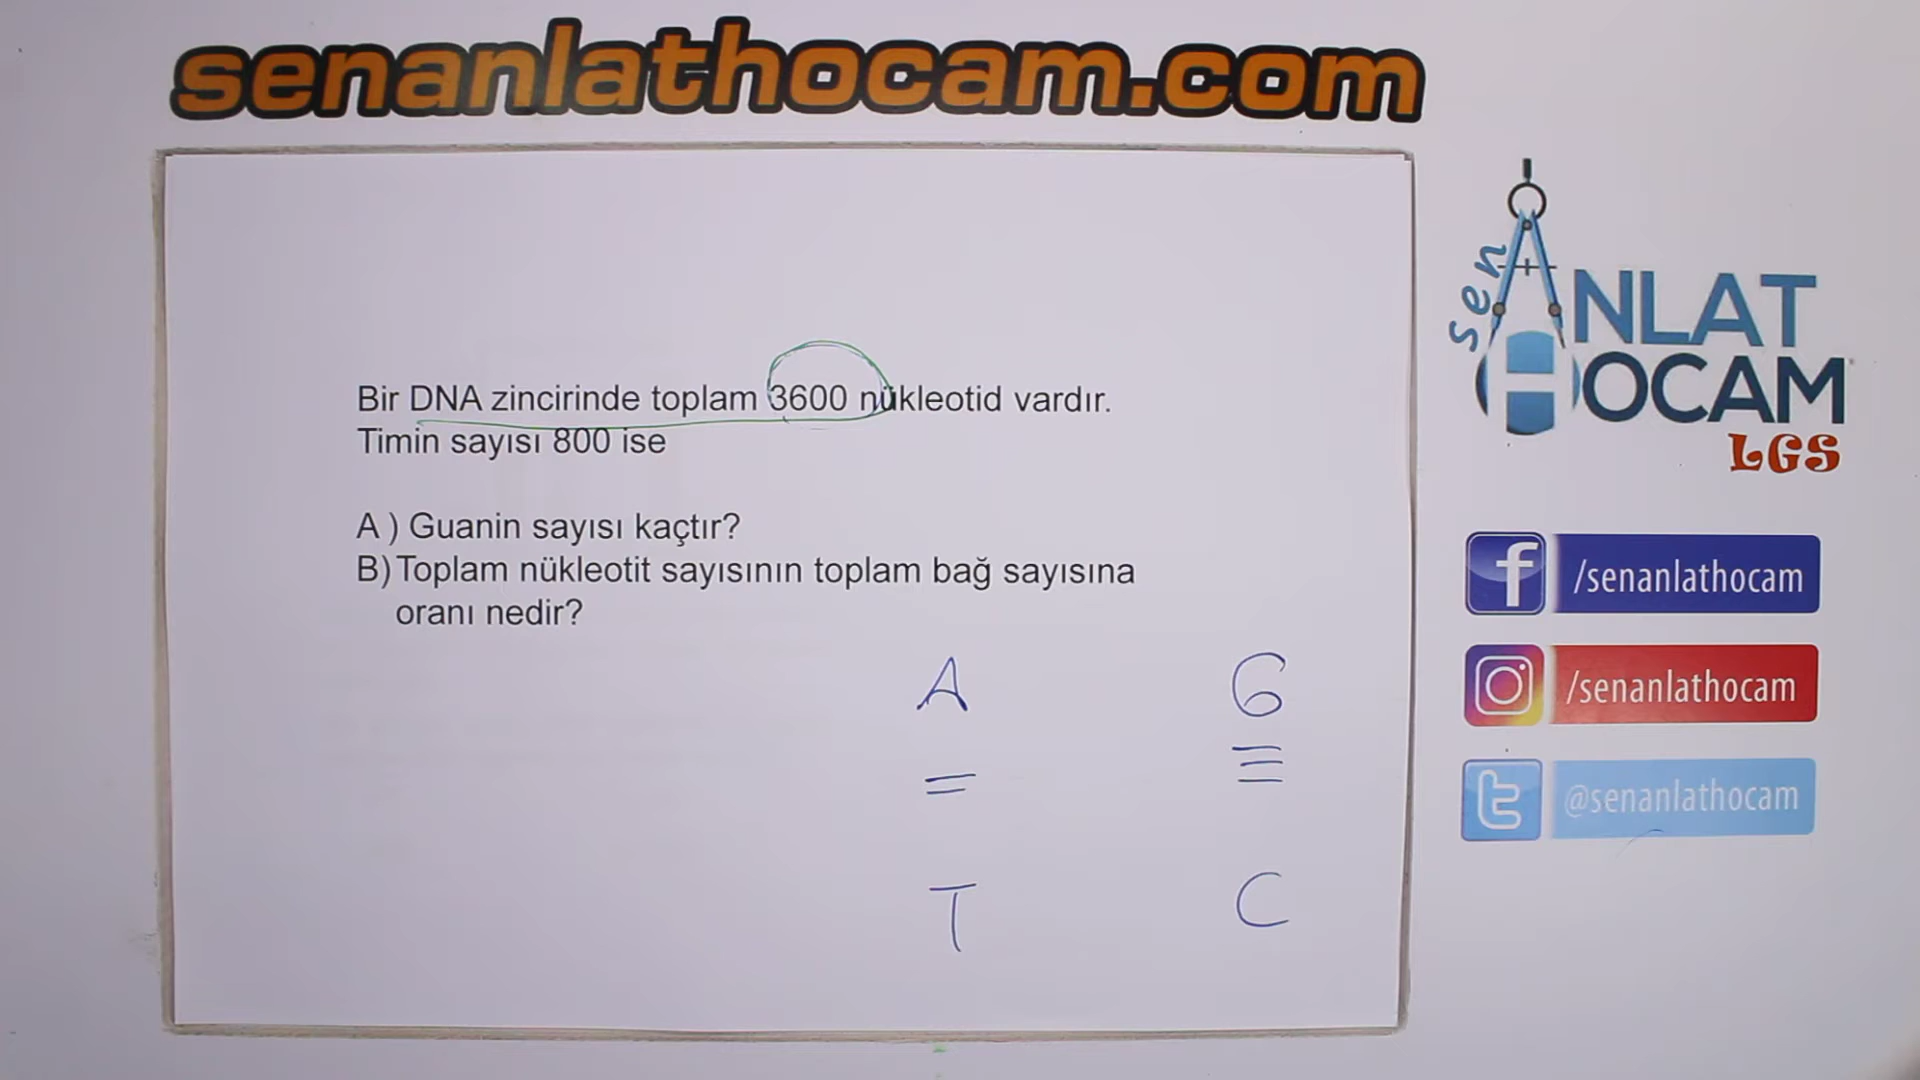 senanlathocam.com
Bir DNA zincirinde toplam 3600 nükleotid vardır.
Timin sayısı 800 ise
A ) Guanin sayısı kaçtır?
B) Toplam nükleotit sayısının toplam bağ sayısına
oranı nedir?
A G
= ≡
T C
sen
ANLAT
HOCAM
LGS
f /senanlathocam
/senanlathocam
t @senanlathocam